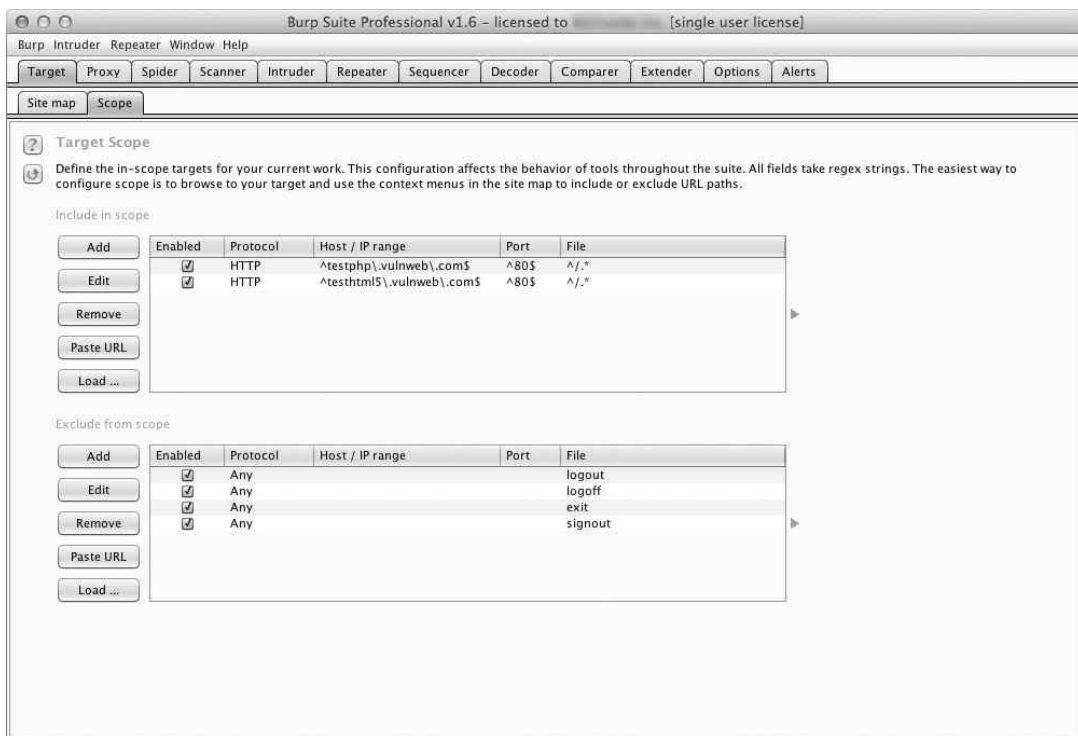 Burp Suite Professional v1.6 – licensed to [single user license]
Burp Intruder Repeater Window Help
Target Proxy Spider Scanner Intruder Repeater Sequencer Decoder Comparer Extender Options Alerts
Site map Scope
? Target Scope
Define the in-scope targets for your current work. This configuration affects the behavior of tools throughout the suite. All fields take regex strings. The easiest way to
configure scope is to browse to your target and use the context menus in the site map to include or exclude URL paths.
Include in scope
Add
Edit
Remove
Paste URL
Load ...
Enabled Protocol Host / IP range Port File
HTTP ^testphp\.vulnweb\.com$ ^80$ ^/.*
HTTP ^testhtml5\.vulnweb\.com$ ^80$ ^/.*
Exclude from scope
Add
Edit
Remove
Paste URL
Load ...
Enabled Protocol Host / IP range Port File
Any logout
Any logoff
Any exit
Any signout